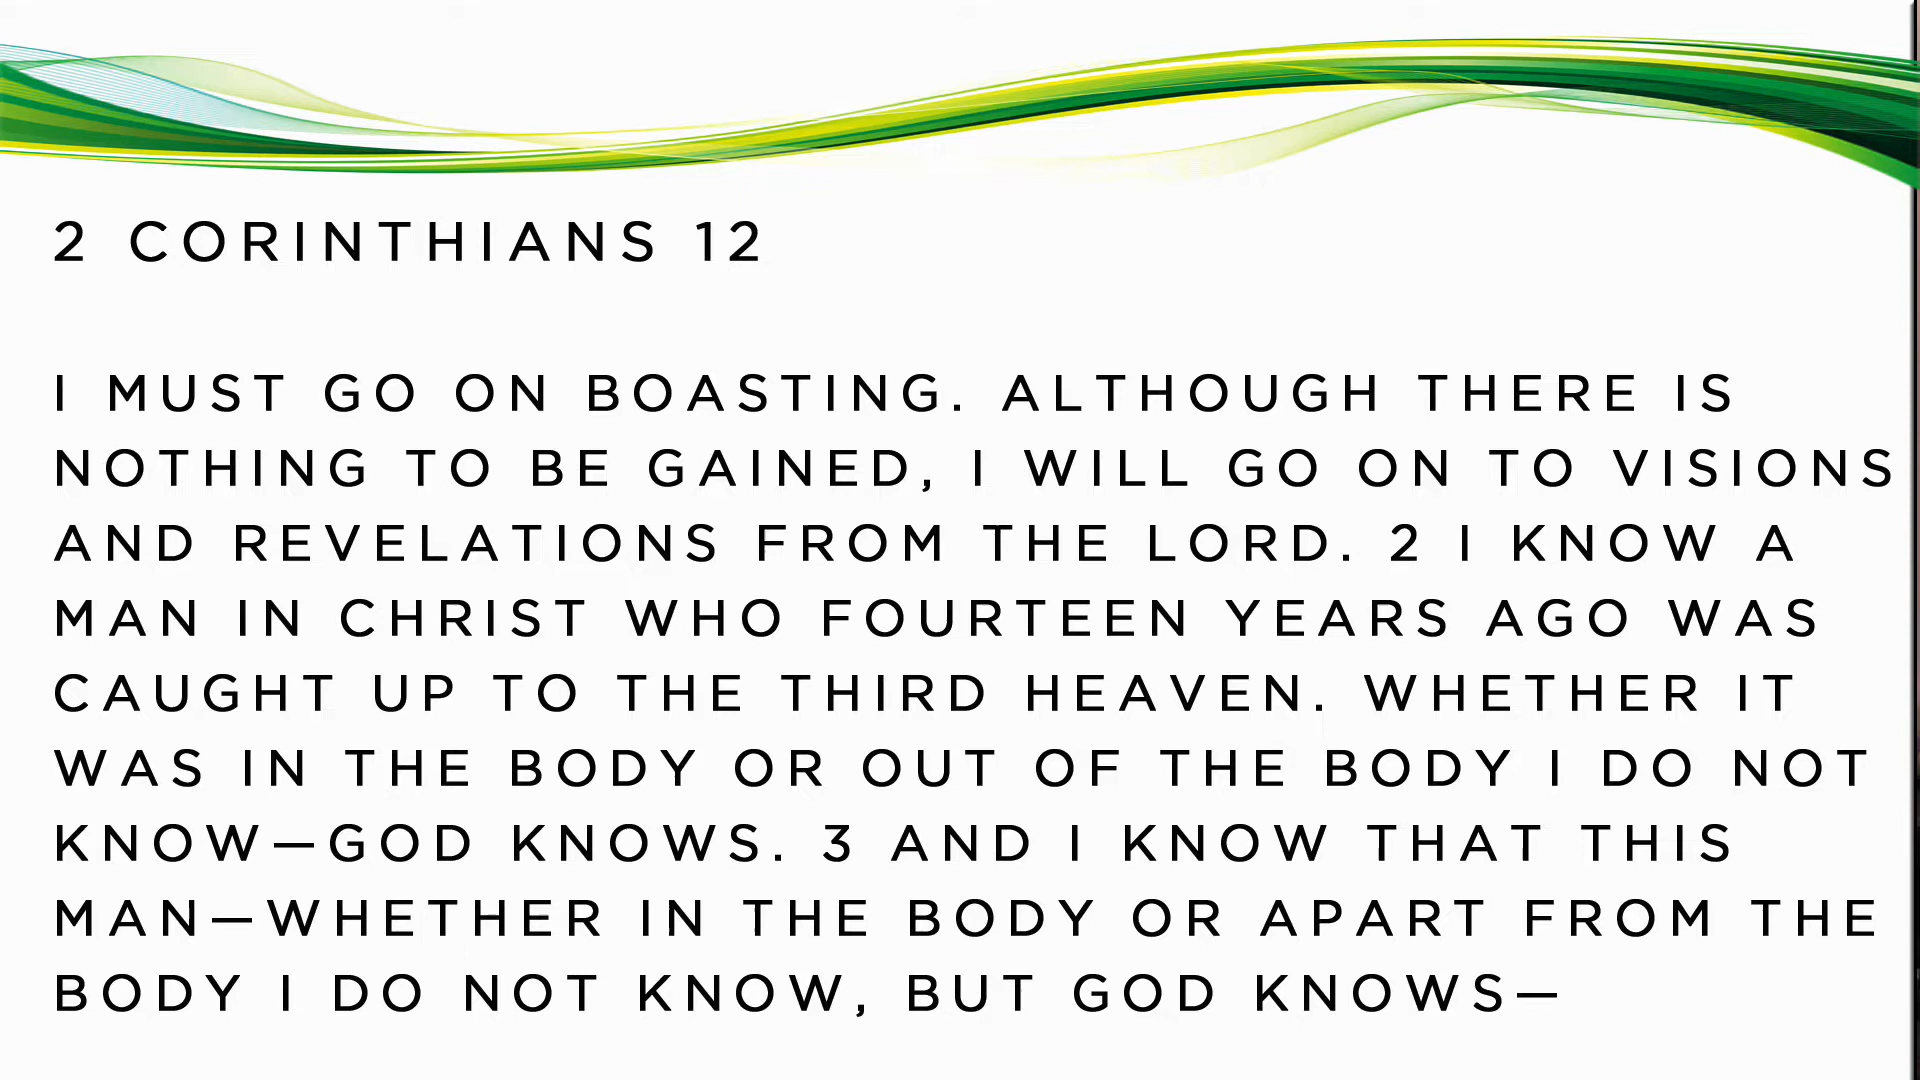 2 CORINTHIANS 12
I MUST GO ON BOASTING. ALTHOUGH THERE IS
NOTHING TO BE GAINED, I WILL GO ON TO VISIONS
AND REVELATIONS FROM THE LORD. 2 I KNOW A
MAN IN CHRIST WHO FOURTEEN YEARS AGO WAS
CAUGHT UP TO THE THIRD HEAVEN. WHETHER IT
WAS IN THE BODY OR OUT OF THE BODY I DO NOT
KNOW—GOD KNOWS. 3 AND I KNOW THAT THIS
MAN—WHETHER IN THE BODY OR APART FROM THE
BODY I DO NOT KNOW, BUT GOD KNOWS—